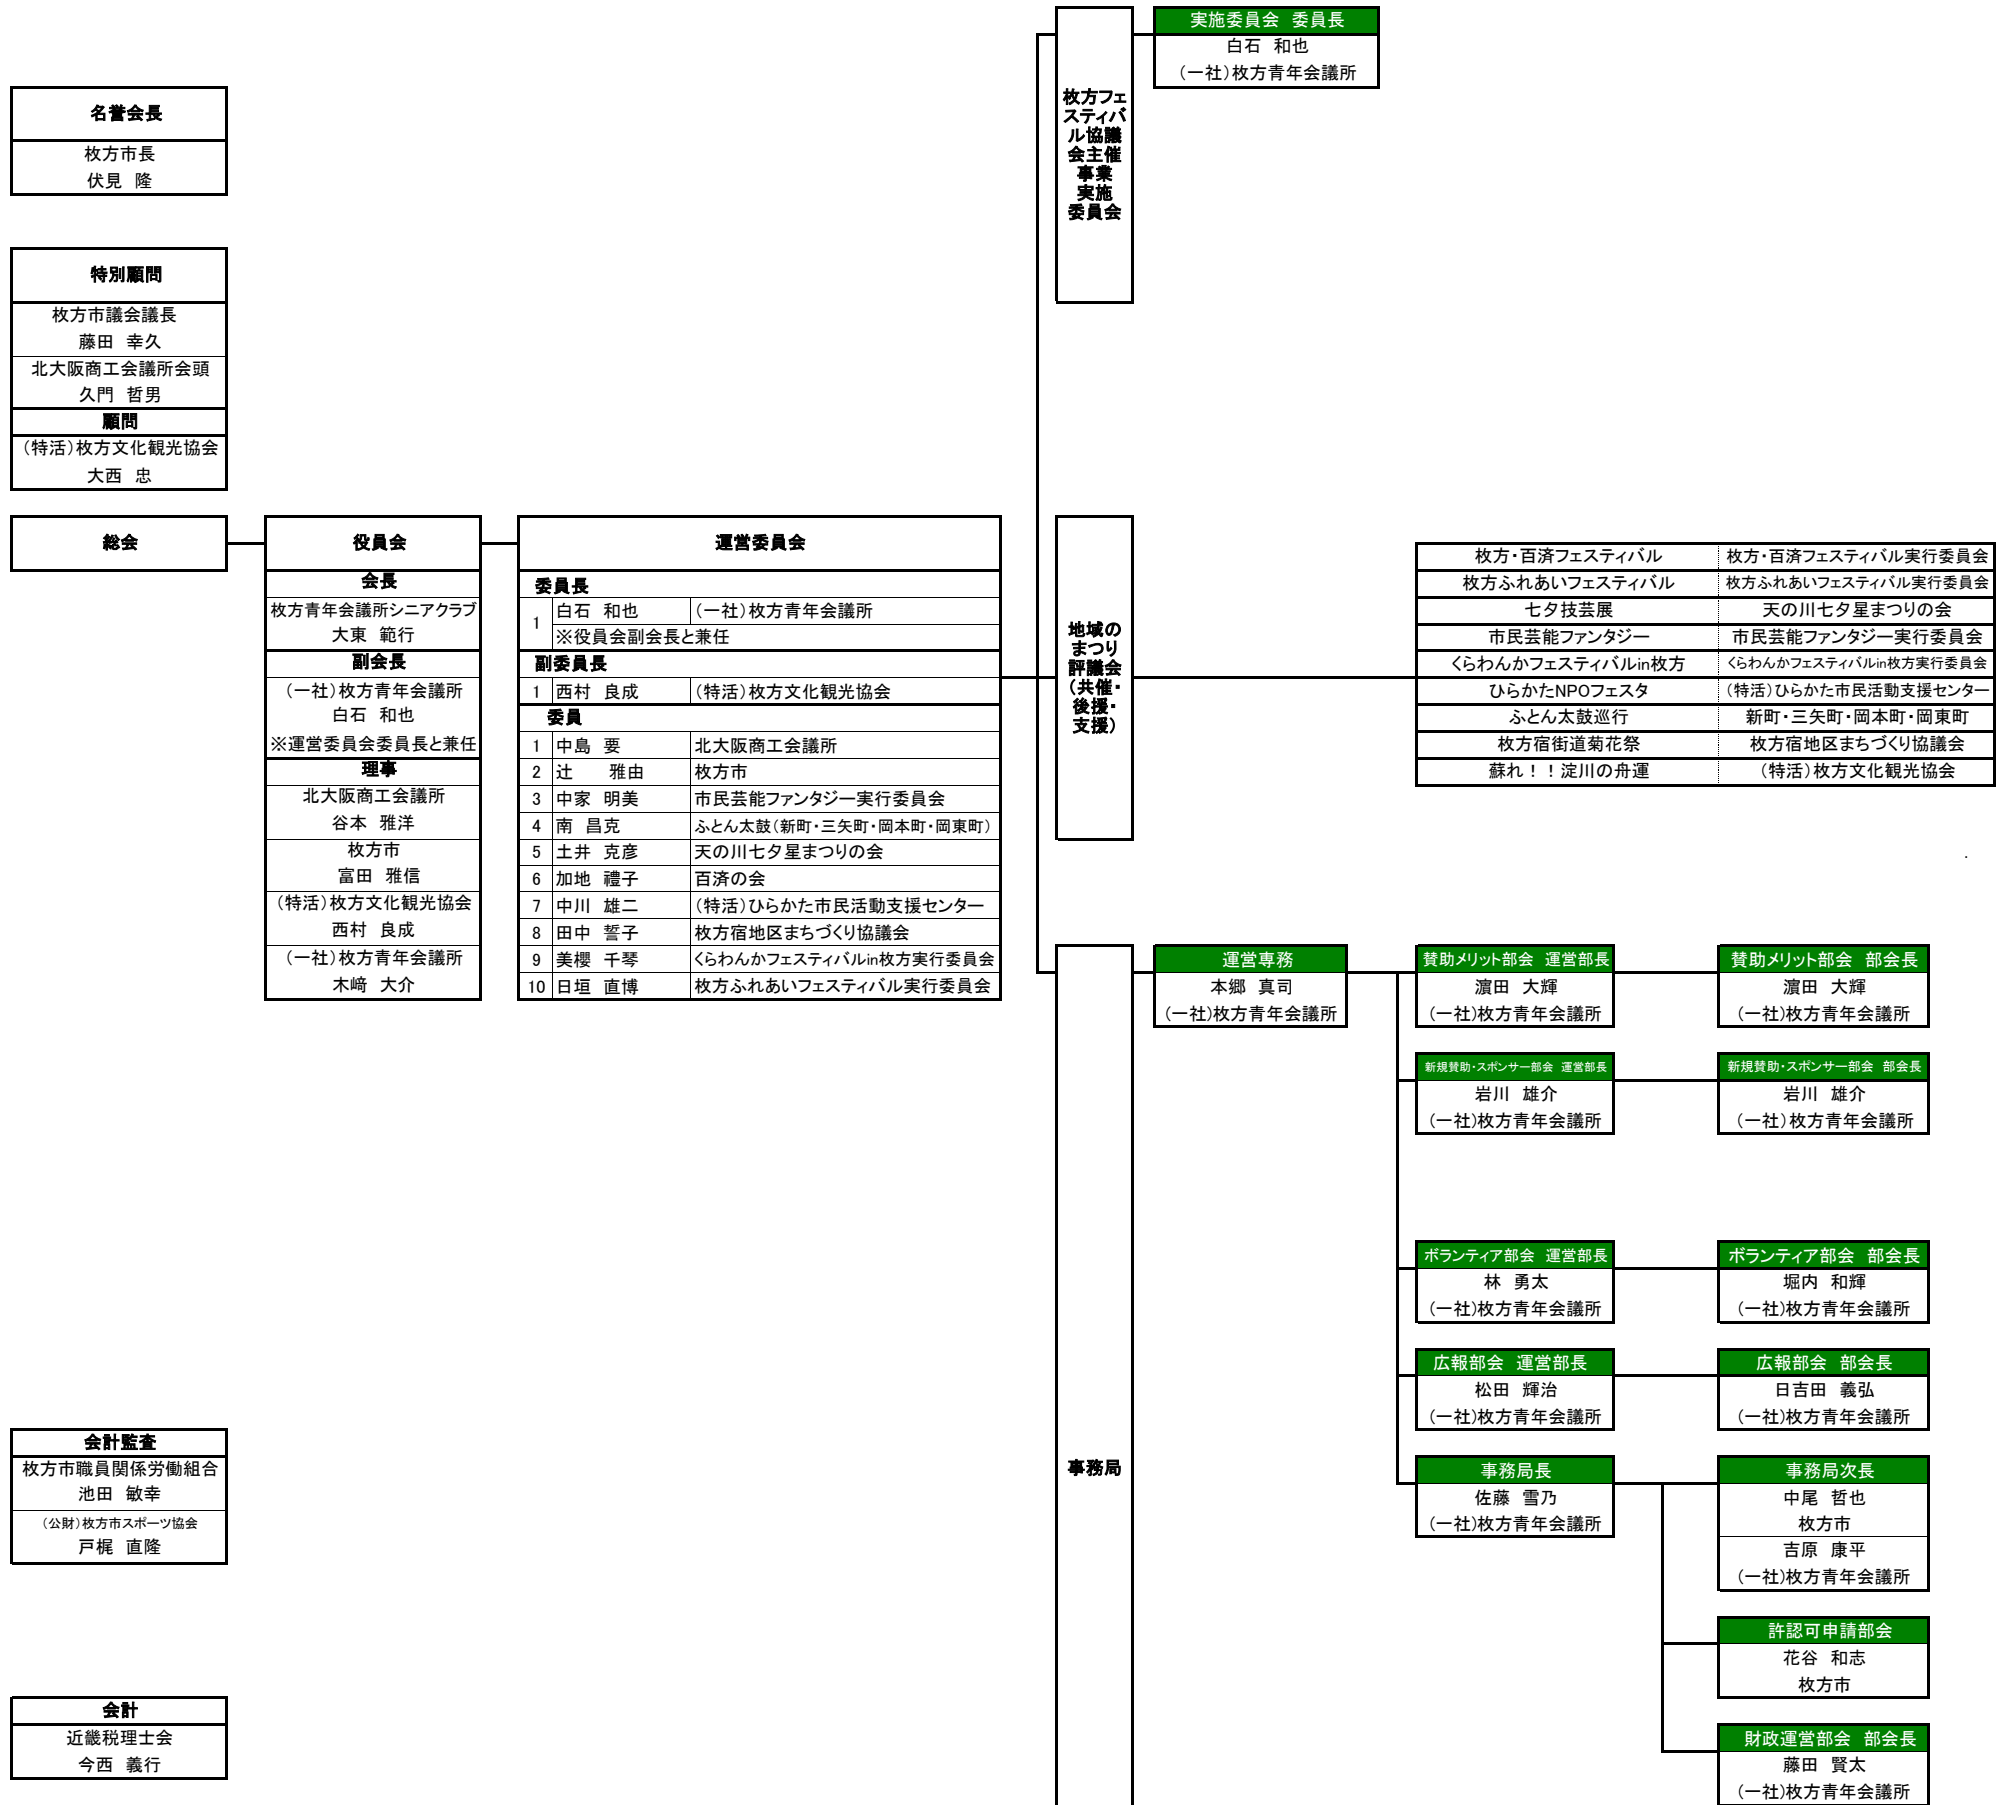 名誉会長
枚方市長
伏見　隆
特別顧問
枚方市議会議長
藤田　幸久
北大阪商工会議所会頭
久門　哲男
顧問
（特活）枚方文化観光協会
大西　忠
総会
役員会
会長
枚方青年会議所シニアクラブ
大東　範行
副会長
（一社）枚方青年会議所
白石　和也
※運営委員会委員長と兼任
理事
北大阪商工会議所
谷本　雅洋
枚方市
富田　雅信
（特活）枚方文化観光協会
西村　良成
（一社）枚方青年会議所
木﨑　大介
運営委員会
委員長
1 白石　和也 （一社）枚方青年会議所
※役員会副会長と兼任
副委員長
1 西村　良成 （特活）枚方文化観光協会
委員
1 中島　要 北大阪商工会議所
2 辻　　雅由 枚方市
3 中家　明美 市民芸能ファンタジー実行委員会
4 南　昌克 ふとん太鼓（新町・三矢町・岡本町・岡東町）
5 土井　克彦 天の川七夕星まつりの会
6 加地　禮子 百済の会
7 中川　雄二 （特活）ひらかた市民活動支援センター
8 田中　誓子 枚方宿地区まちづくり協議会
9 美櫻　千琴 くらわんかフェスティバルin枚方実行委員会
10 日垣　直博 枚方ふれあいフェスティバル実行委員会
枚方フェ
スティバ
ル協議
会主催
事業
実施
委員会
実施委員会　委員長
白石　和也
（一社）枚方青年会議所
地域の
まつり
評議会
（共催・
後援・
支援）
枚方・百済フェスティバル 枚方・百済フェスティバル実行委員会
枚方ふれあいフェスティバル 枚方ふれあいフェスティバル実行委員会
七夕技芸展 天の川七夕星まつりの会
市民芸能ファンタジー 市民芸能ファンタジー実行委員会
くらわんかフェスティバルin枚方 くらわんかフェスティバルin枚方実行委員会
ひらかたNPOフェスタ （特活）ひらかた市民活動支援センター
ふとん太鼓巡行 新町・三矢町・岡本町・岡東町
枚方宿街道菊花祭 枚方宿地区まちづくり協議会
蘇れ！！淀川の舟運 （特活）枚方文化観光協会
.
事務局
運営専務
本郷　真司
（一社）枚方青年会議所
賛助メリット部会　運営部長
濵田　大輝
（一社）枚方青年会議所
賛助メリット部会　部会長
濵田　大輝
（一社）枚方青年会議所
新規賛助・スポンサー部会　運営部長
岩川　雄介
（一社）枚方青年会議所
新規賛助・スポンサー部会　部会長
岩川　雄介
（一社）枚方青年会議所
ボランティア部会　運営部長
林　勇太
（一社）枚方青年会議所
ボランティア部会　部会長
堀内　和輝
（一社）枚方青年会議所
広報部会　運営部長
松田　輝治
（一社）枚方青年会議所
広報部会　部会長
日吉田　義弘
（一社）枚方青年会議所
事務局長
佐藤　雪乃
（一社）枚方青年会議所
事務局次長
中尾　哲也
枚方市
吉原　康平
（一社）枚方青年会議所
許認可申請部会
花谷　和志
枚方市
財政運営部会　部会長
藤田　賢太
（一社）枚方青年会議所
会計監査
枚方市職員関係労働組合
池田　敏幸
（公財）枚方市スポーツ協会
戸梶　直隆
会計
近畿税理士会
今西　義行